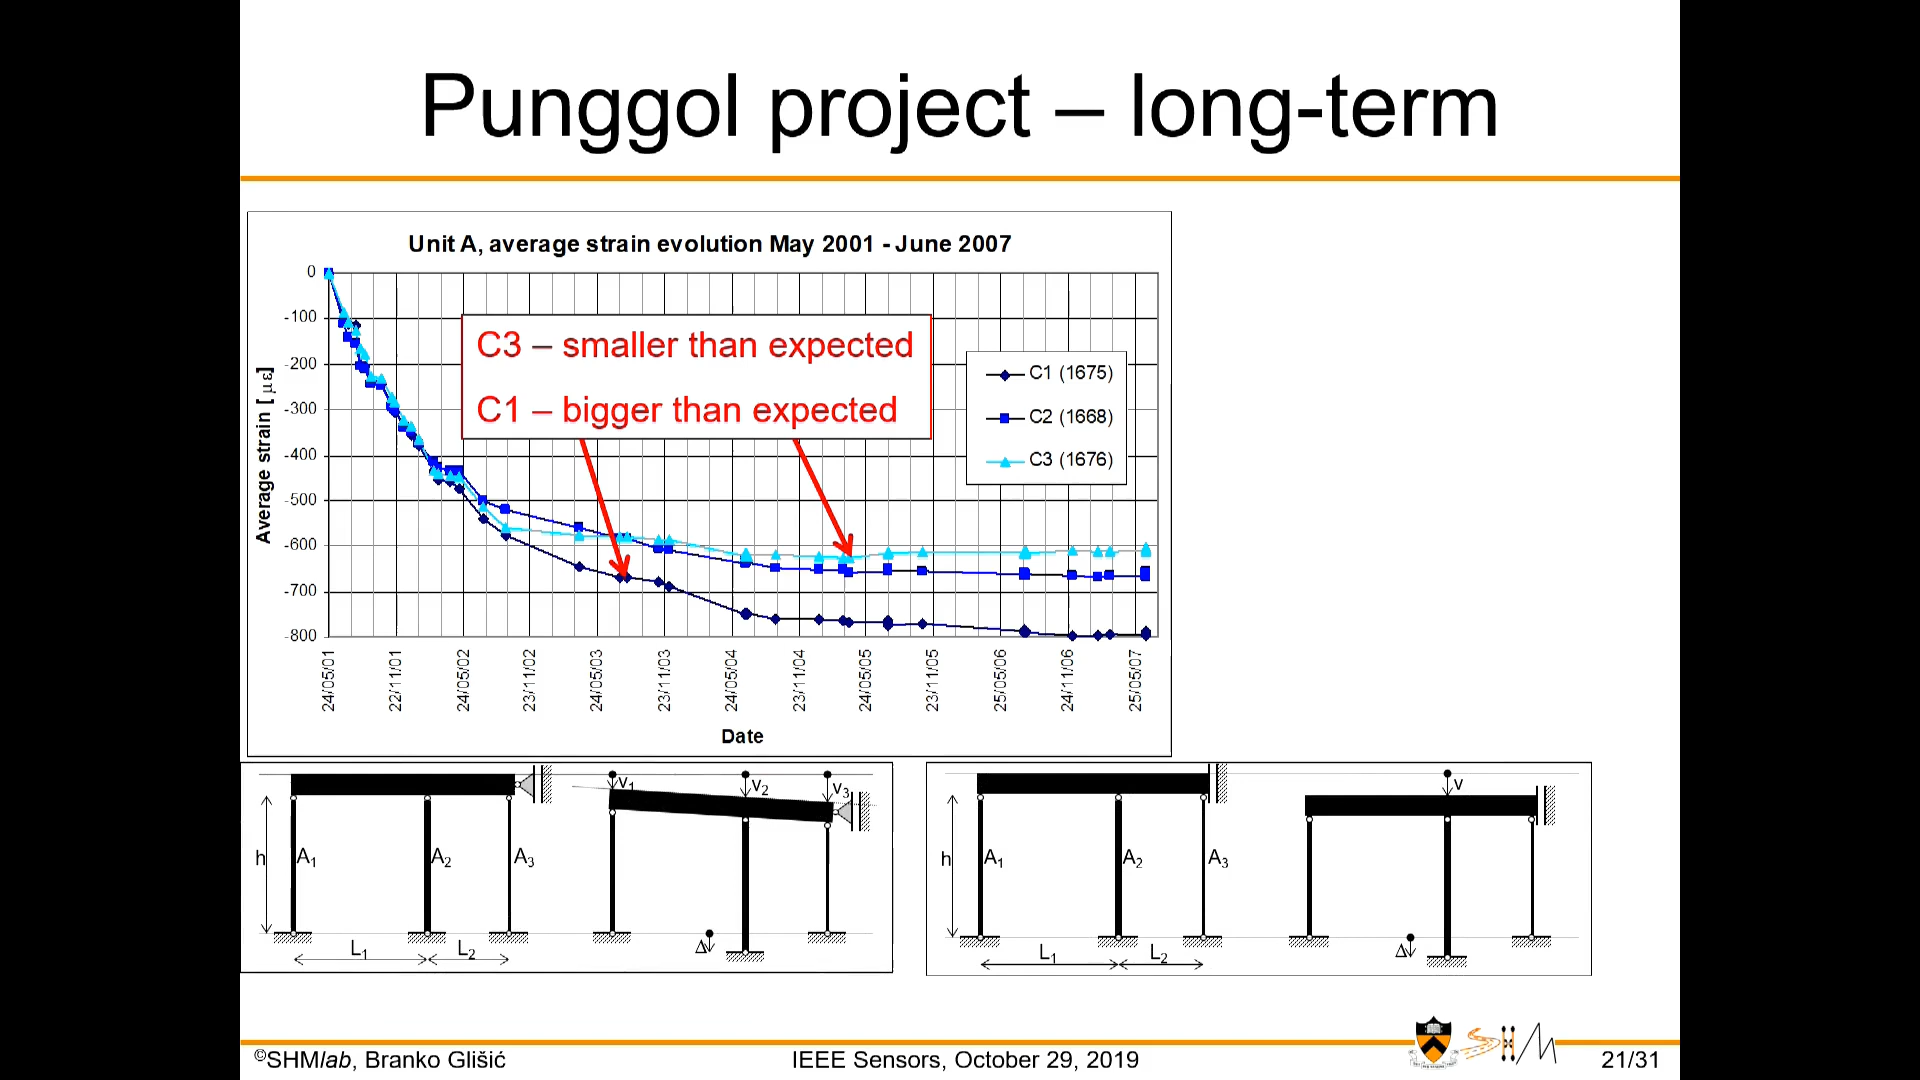 Punggol project – long-term
Unit A, average strain evolution May 2001 - June 2007
0
-100
-200
-300
-400
-500
-600
-700
-800
Average strain [ με]
C3 – smaller than expected
C1 – bigger than expected
C1 (1675)
C2 (1668)
C3 (1676)
24/05/01
22/11/01
24/05/02
23/11/02
24/05/03
23/11/03
24/05/04
23/11/04
24/05/05
23/11/05
25/05/06
24/11/06
25/05/07
Date
v1 v2 v3
h A1 A2 A3
Δ
L1 L2
v
h A1 A2 A3
Δ
L1 L2
SHM
©SHMlab, Branko Glišić IEEE Sensors, October 29, 2019 21/31